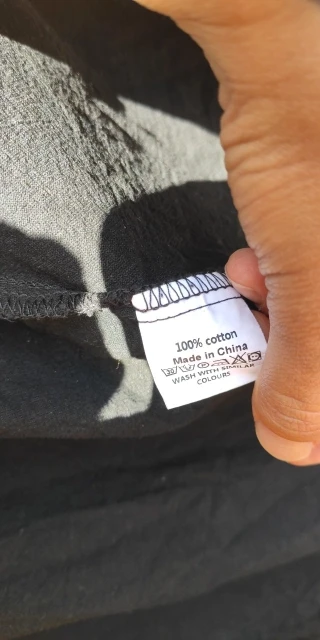 100% cotton
Made in China
WASH WITH SIMILAR
COLOURS